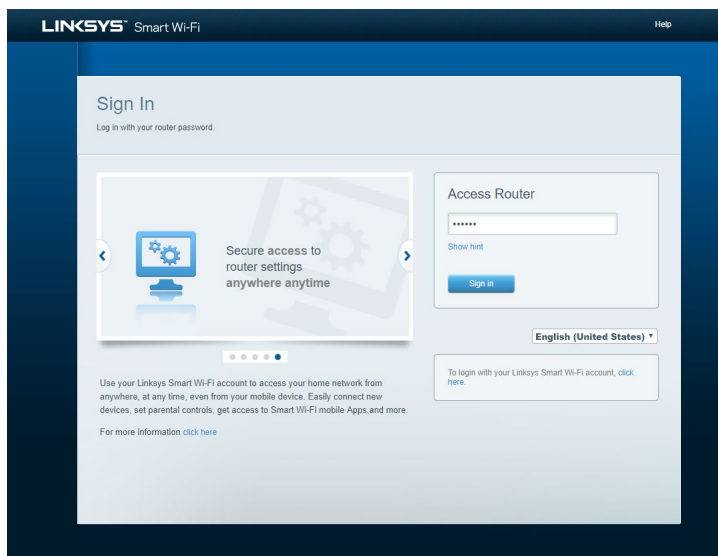 LINKSYS™ Smart Wi-Fi
Help
Sign In
Log in with your router password.
Secure access to
router settings
anywhere anytime
Use your Linksys Smart Wi-Fi account to access your home network from
anywhere, at any time, even from your mobile device. Easily connect new
devices, set parental controls, get access to Smart Wi-Fi mobile Apps,and more.
For more information click here
Access Router
••••••
Show hint
Sign in
English (United States)
To login with your Linksys Smart Wi-Fi account, click
here.